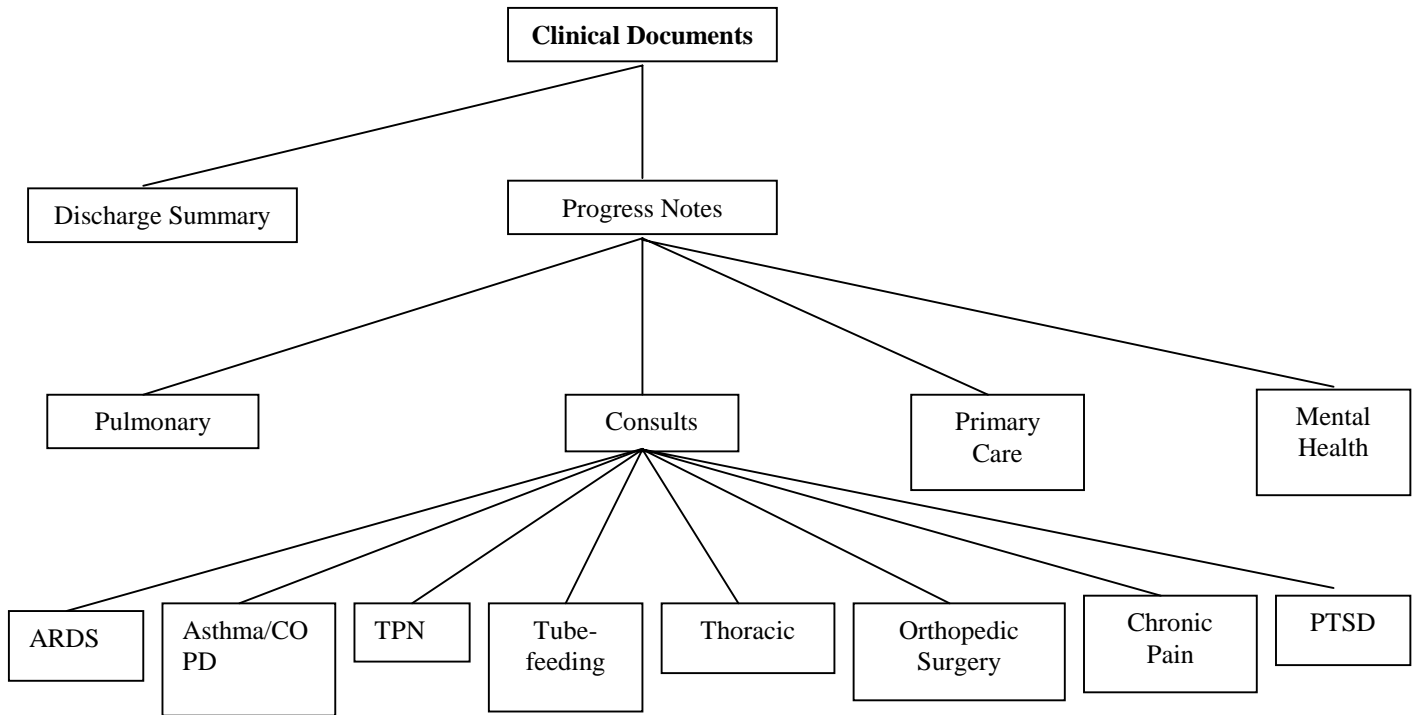 Clinical Documents
Discharge Summary
Progress Notes
Pulmonary
Consults
Primary
Care
Mental
Health
ARDS
Asthma/CO
PD
TPN
Tube-
feeding
Thoracic
Orthopedic
Surgery
Chronic
Pain
PTSD